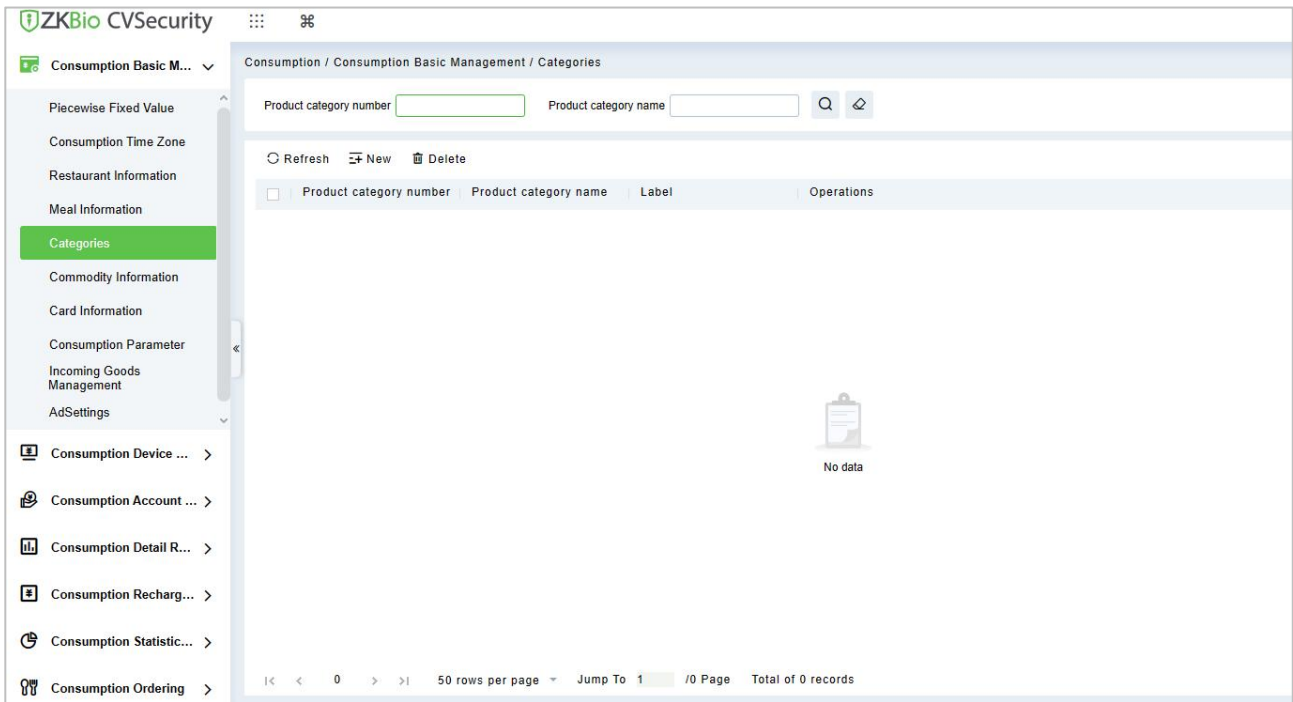 ZKBio CVSecurity
Consumption Basic M...
Piecewise Fixed Value
Consumption Time Zone
Restaurant Information
Meal Information
Categories
Commodity Information
Card Information
Consumption Parameter
Incoming Goods
Management
AdSettings
Consumption Device ...
Consumption Account ...
Consumption Detail R...
Consumption Recharg...
Consumption Statistic...
Consumption Ordering
Consumption / Consumption Basic Management / Categories
Product category number Product category name
Refresh New Delete
Product category number Product category name Label Operations
No data
0 50 rows per page Jump To 1 /0 Page Total of 0 records